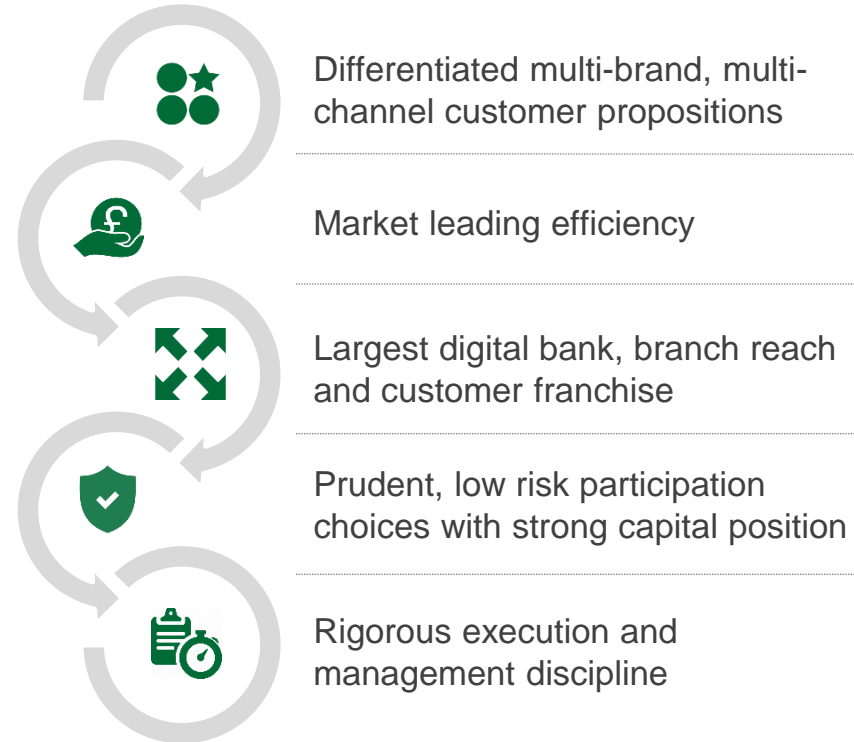 Differentiated multi-brand, multi-
channel customer propositions
£
Market leading efficiency
Largest digital bank, branch reach
and customer franchise
Prudent, low risk participation
choices with strong capital position
Rigorous execution and
management discipline